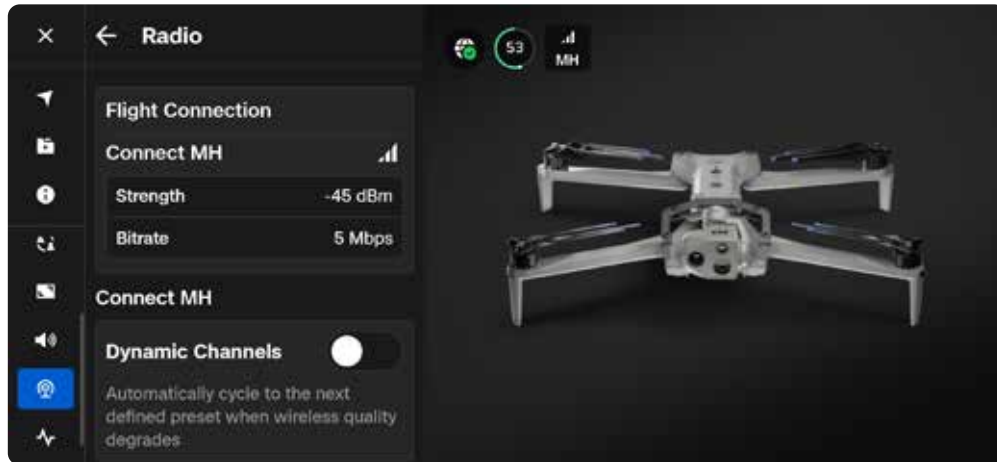 Radio
53
MH
Flight Connection
Connect MH
Strength -45 dBm
Bitrate 5 Mbps
Connect MH
Dynamic Channels
Automatically cycle to the next
defined preset when wireless quality
degrades